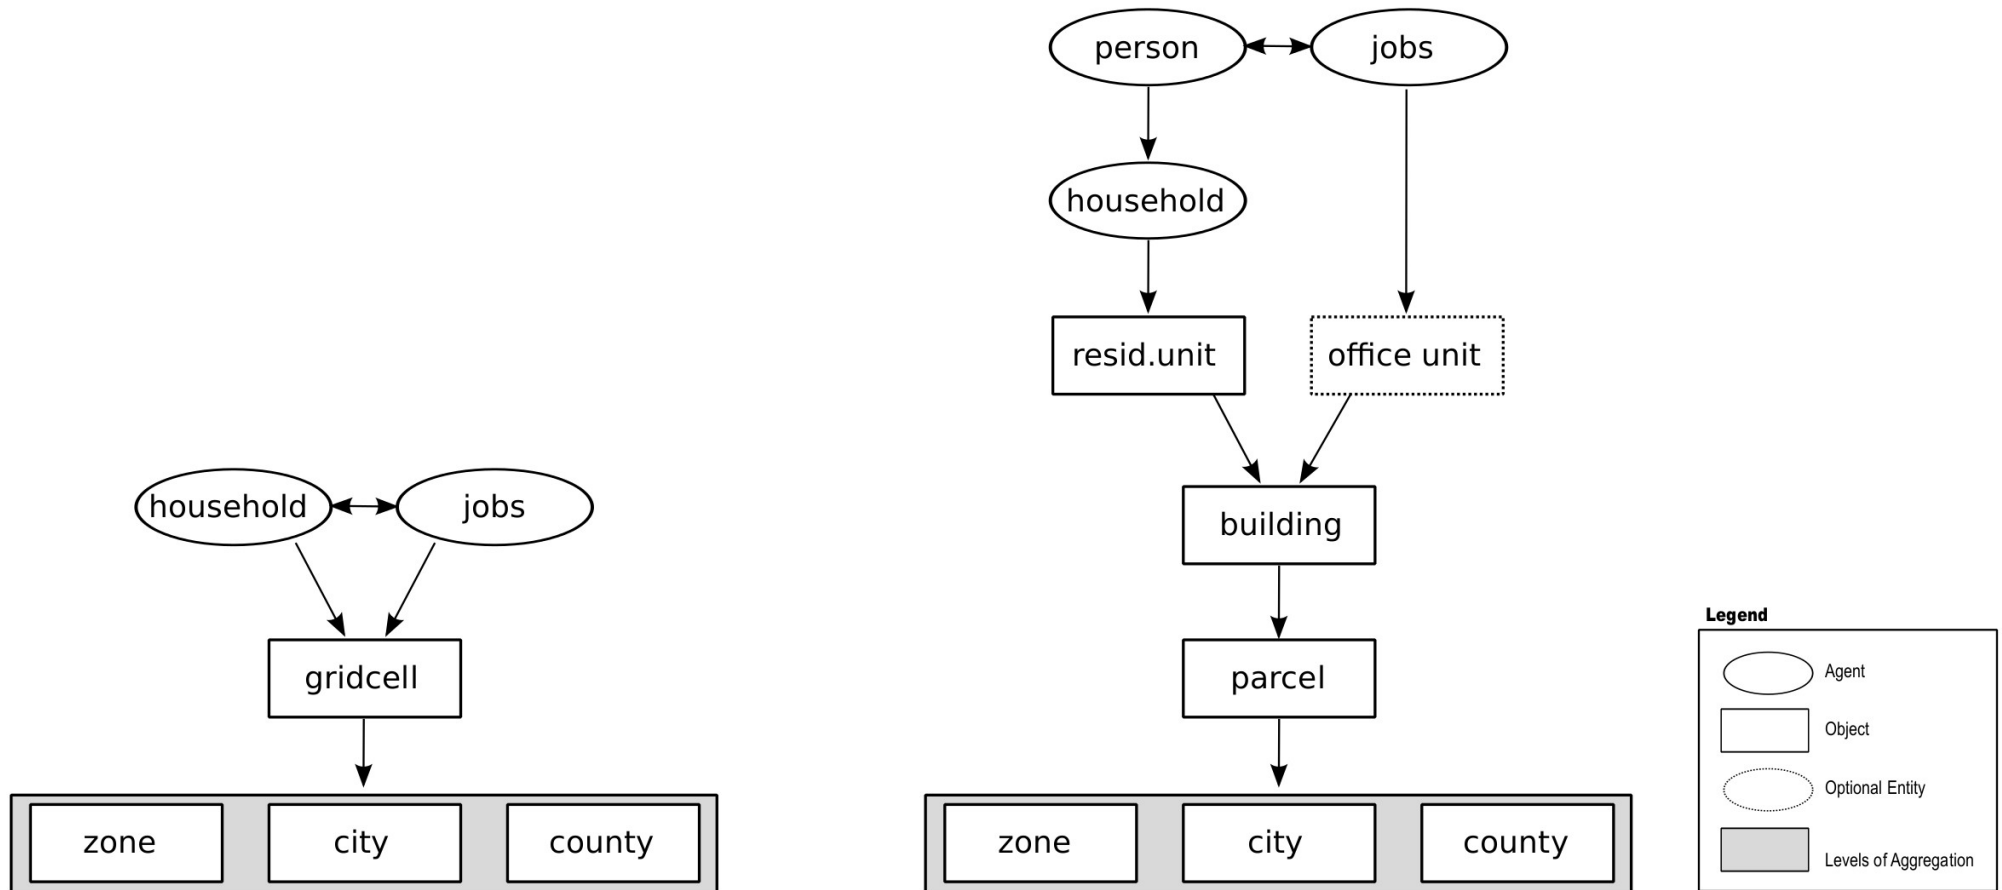 person
jobs
household
resid.unit
office unit
household
jobs
building
gridcell
parcel
zone
city
county
zone
city
county
Legend
Agent
Object
Optional Entity
Levels of Aggregation